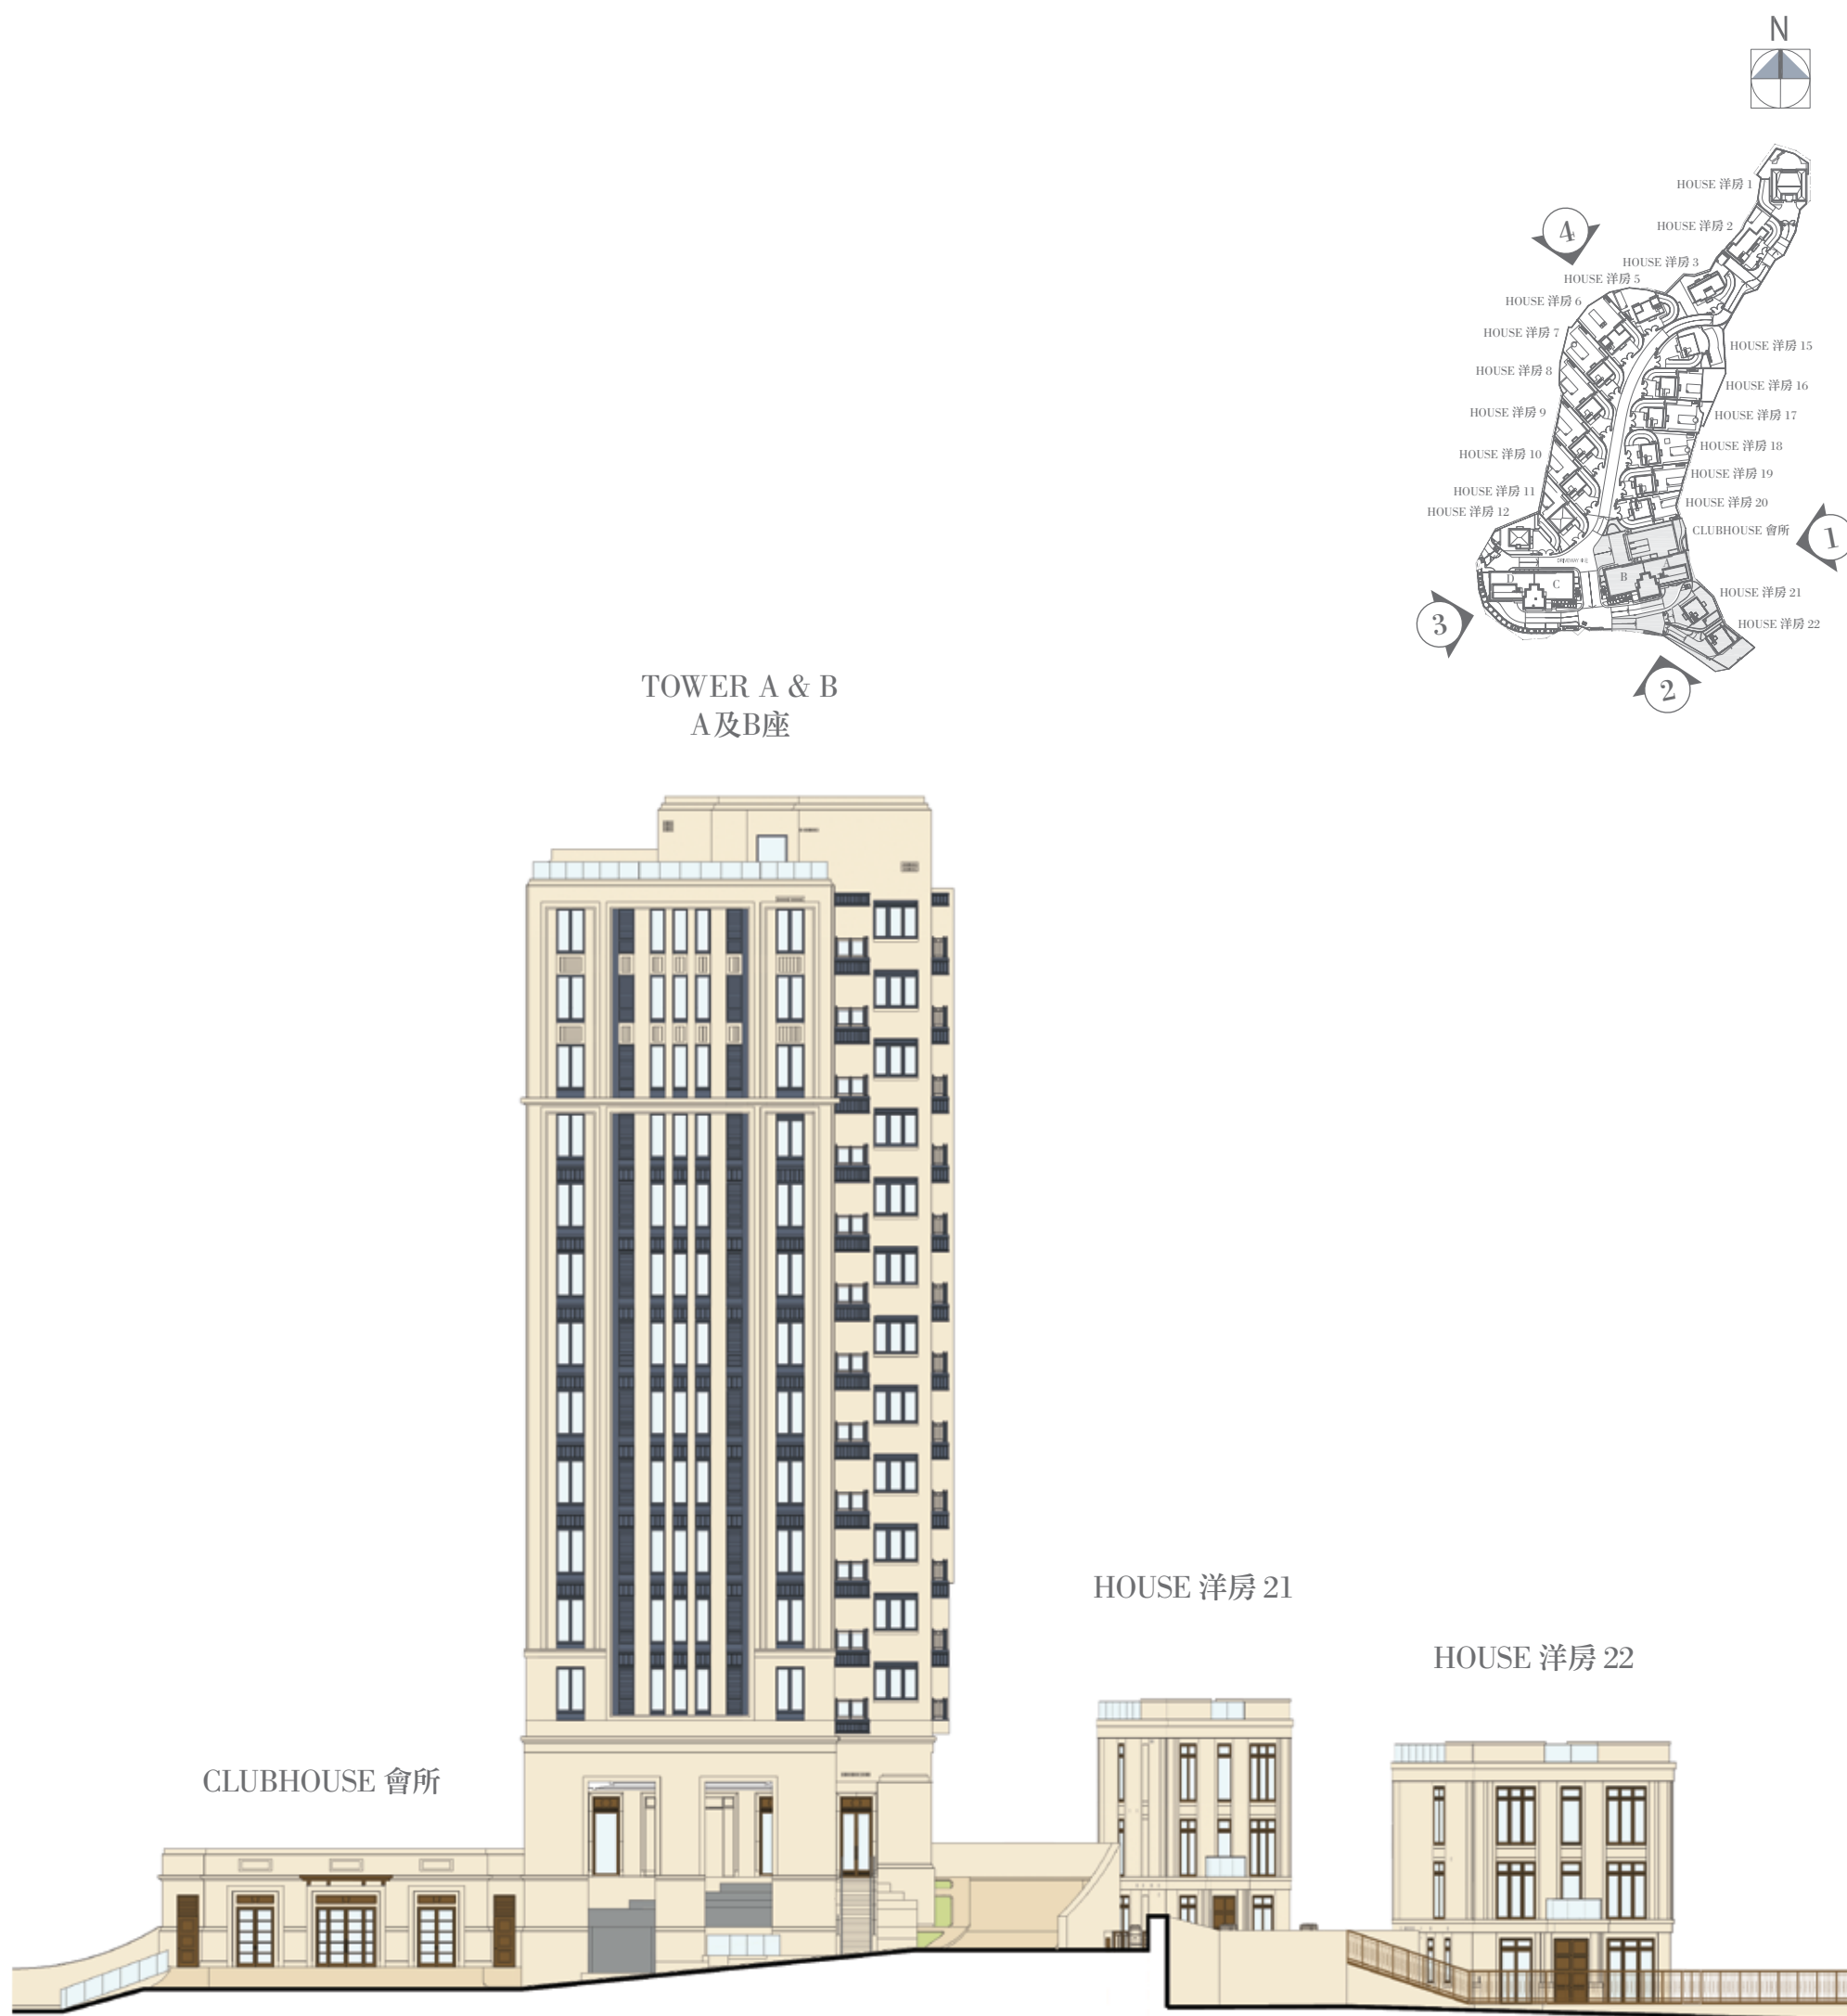 N
HOUSE 洋房 1
HOUSE 洋房 2
4
HOUSE 洋房 3
HOUSE 洋房 5
HOUSE 洋房 6
HOUSE 洋房 7
HOUSE 洋房 15
HOUSE 洋房 8
HOUSE 洋房 16
HOUSE 洋房 9
HOUSE 洋房 17
HOUSE 洋房 18
HOUSE 洋房 10
HOUSE 洋房 19
HOUSE 洋房 11
HOUSE 洋房 20
HOUSE 洋房 12
CLUBHOUSE 會所
1
A
B
D
C
HOUSE 洋房 21
3
HOUSE 洋房 22
2
TOWER A & B
A及B座
HOUSE 洋房 21
HOUSE 洋房 22
CLUBHOUSE 會所